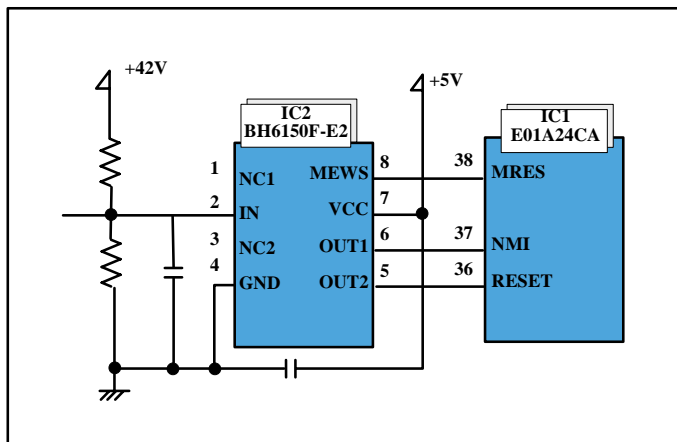 +42V
+5V
IC2
BH6150F-E2
IC1
E01A24CA
1
NC1
MEWS
8
38
MRES
2
IN
VCC
7
3
NC2
OUT1
6
37
NMI
4
GND
OUT2
5
36
RESET